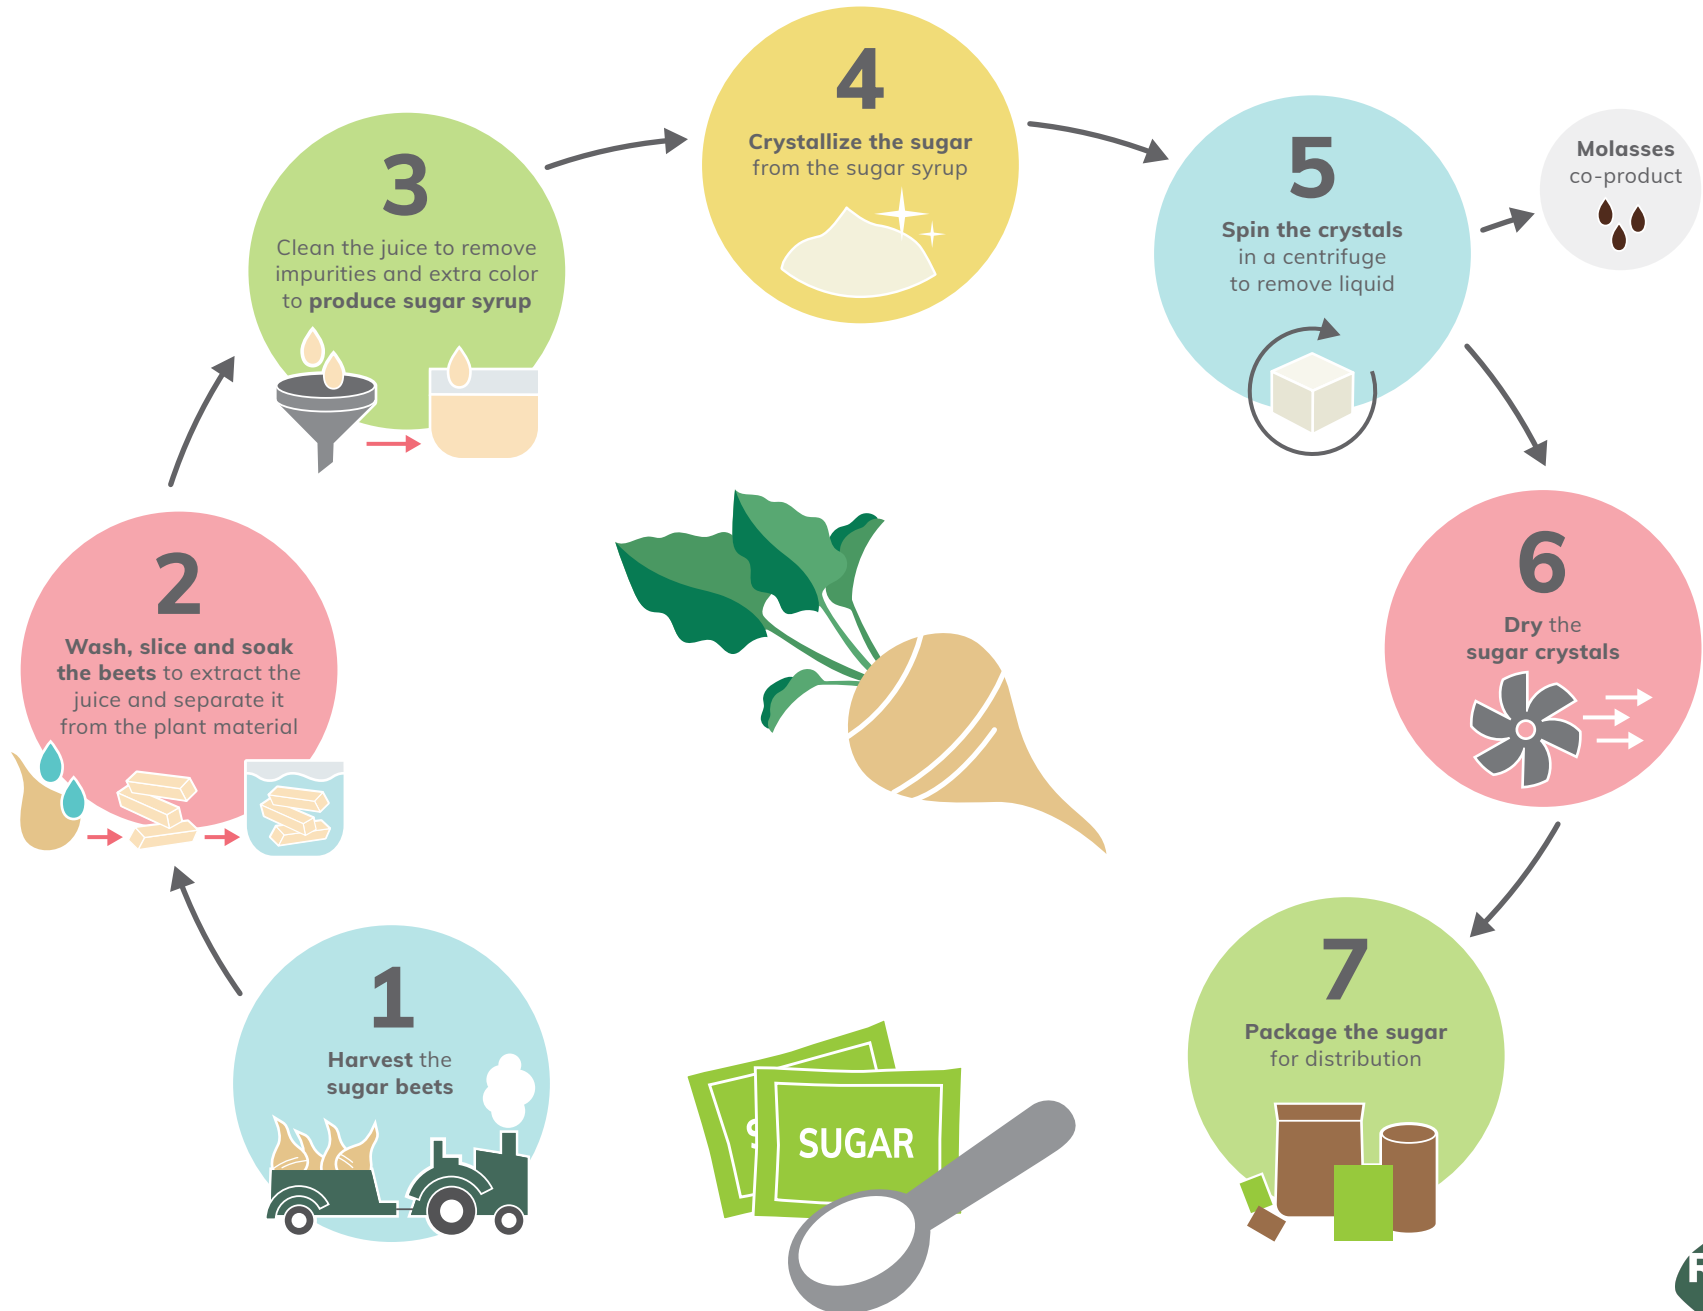 1
Harvest the
sugar beets
2
Wash, slice and soak
the beets to extract the
juice and separate it
from the plant material
3
Clean the juice to remove
impurities and extra color
to produce sugar syrup
4
Crystallize the sugar
from the sugar syrup
5
Spin the crystals
in a centrifuge
to remove liquid
Molasses
co-product
6
Dry the
sugar crystals
7
Package the sugar
for distribution
SUGAR